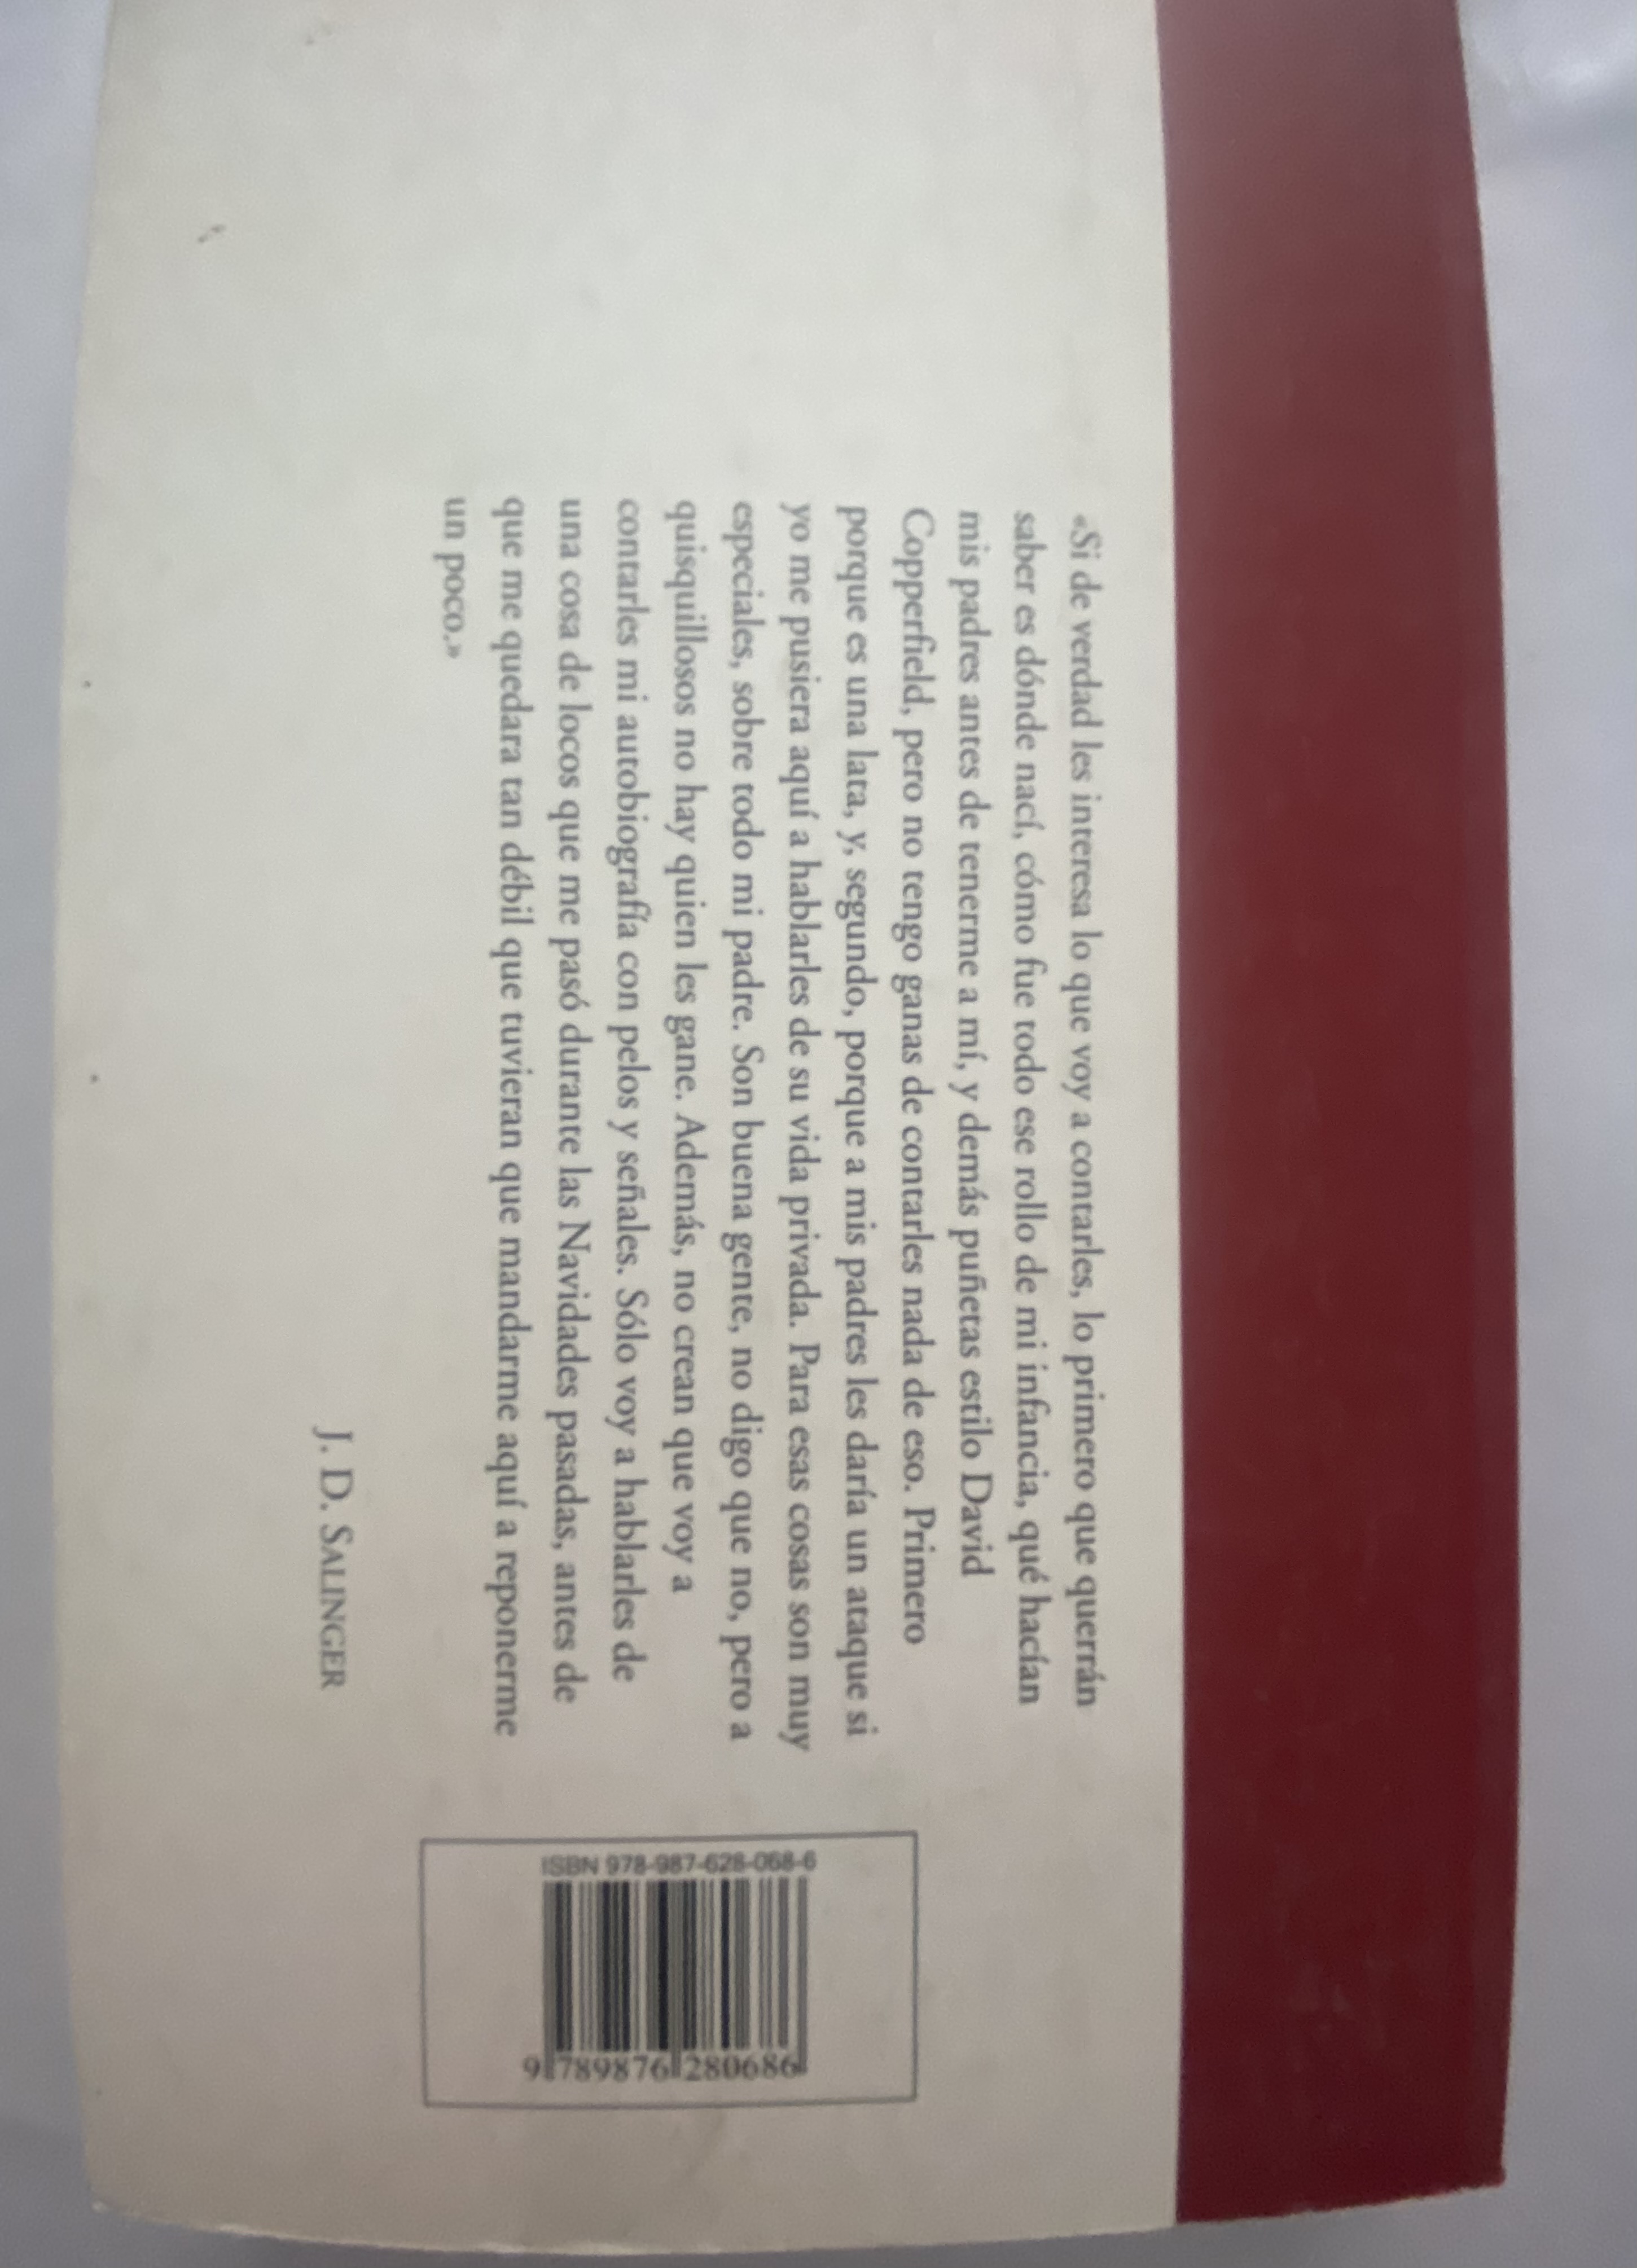 «Si de verdad les interesa lo que voy a contarles, lo primero que querrán
saber es dónde nací, cómo fue todo ese rollo de mi infancia, qué hacían
mis padres antes de tenerme a mí, y demás puñetas estilo David
Copperfield, pero no tengo ganas de contarles nada de eso. Primero
porque es una lata, y, segundo, porque a mis padres les daría un ataque si
yo me pusiera aquí a hablarles de su vida privada. Para esas cosas son muy
especiales, sobre todo mi padre. Son buena gente, no digo que no, pero a
quisquillosos no hay quien les gane. Además, no crean que voy a
contarles mi autobiografía con pelos y señales. Sólo voy a hablarles de
una cosa de locos que me pasó durante las Navidades pasadas, antes de
que me quedara tan débil que tuvieran que mandarme aquí a reponerme
un poco.»
J. D. SALINGER
ISBN 978-987-628-068-6
9 789876 280686